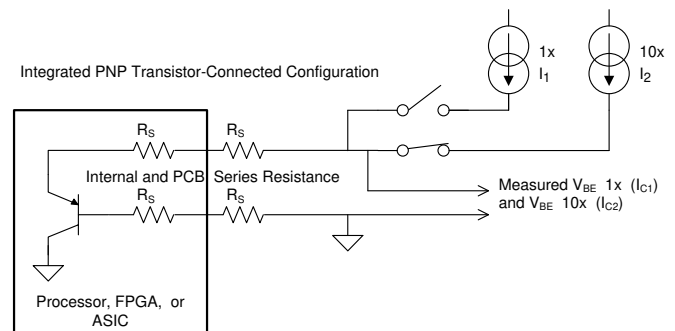 1x
I1
10x
I2
Integrated PNP Transistor-Connected Configuration
RS
RS
Internal and PCB Series Resistance
RS
RS
Measured VBE 1x (IC1)
and VBE 10x (IC2)
Processor, FPGA, or
ASIC